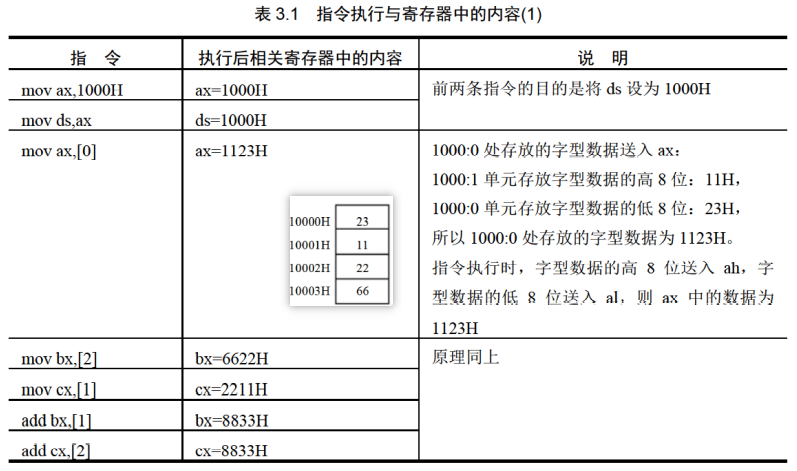 表 3.1 指令执行与寄存器中的内容(1)
指 令 执行后相关寄存器中的内容 说 明
mov ax,1000H ax=1000H 前两条指令的目的是将 ds 设为 1000H
mov ds,ax ds=1000H
mov ax,[0] ax=1123H 1000:0 处存放的字型数据送入 ax：
1000:1 单元存放字型数据的高 8 位：11H，
10000H 23 1000:0 单元存放字型数据的低 8 位：23H，
10001H 11 所以 1000:0 处存放的字型数据为 1123H。
10002H 22 指令执行时，字型数据的高 8 位送入 ah，字
10003H 66 型数据的低 8 位送入 al，则 ax 中的数据为
1123H
mov bx,[2] bx=6622H 原理同上
mov cx,[1] cx=2211H
add bx,[1] bx=8833H
add cx,[2] cx=8833H